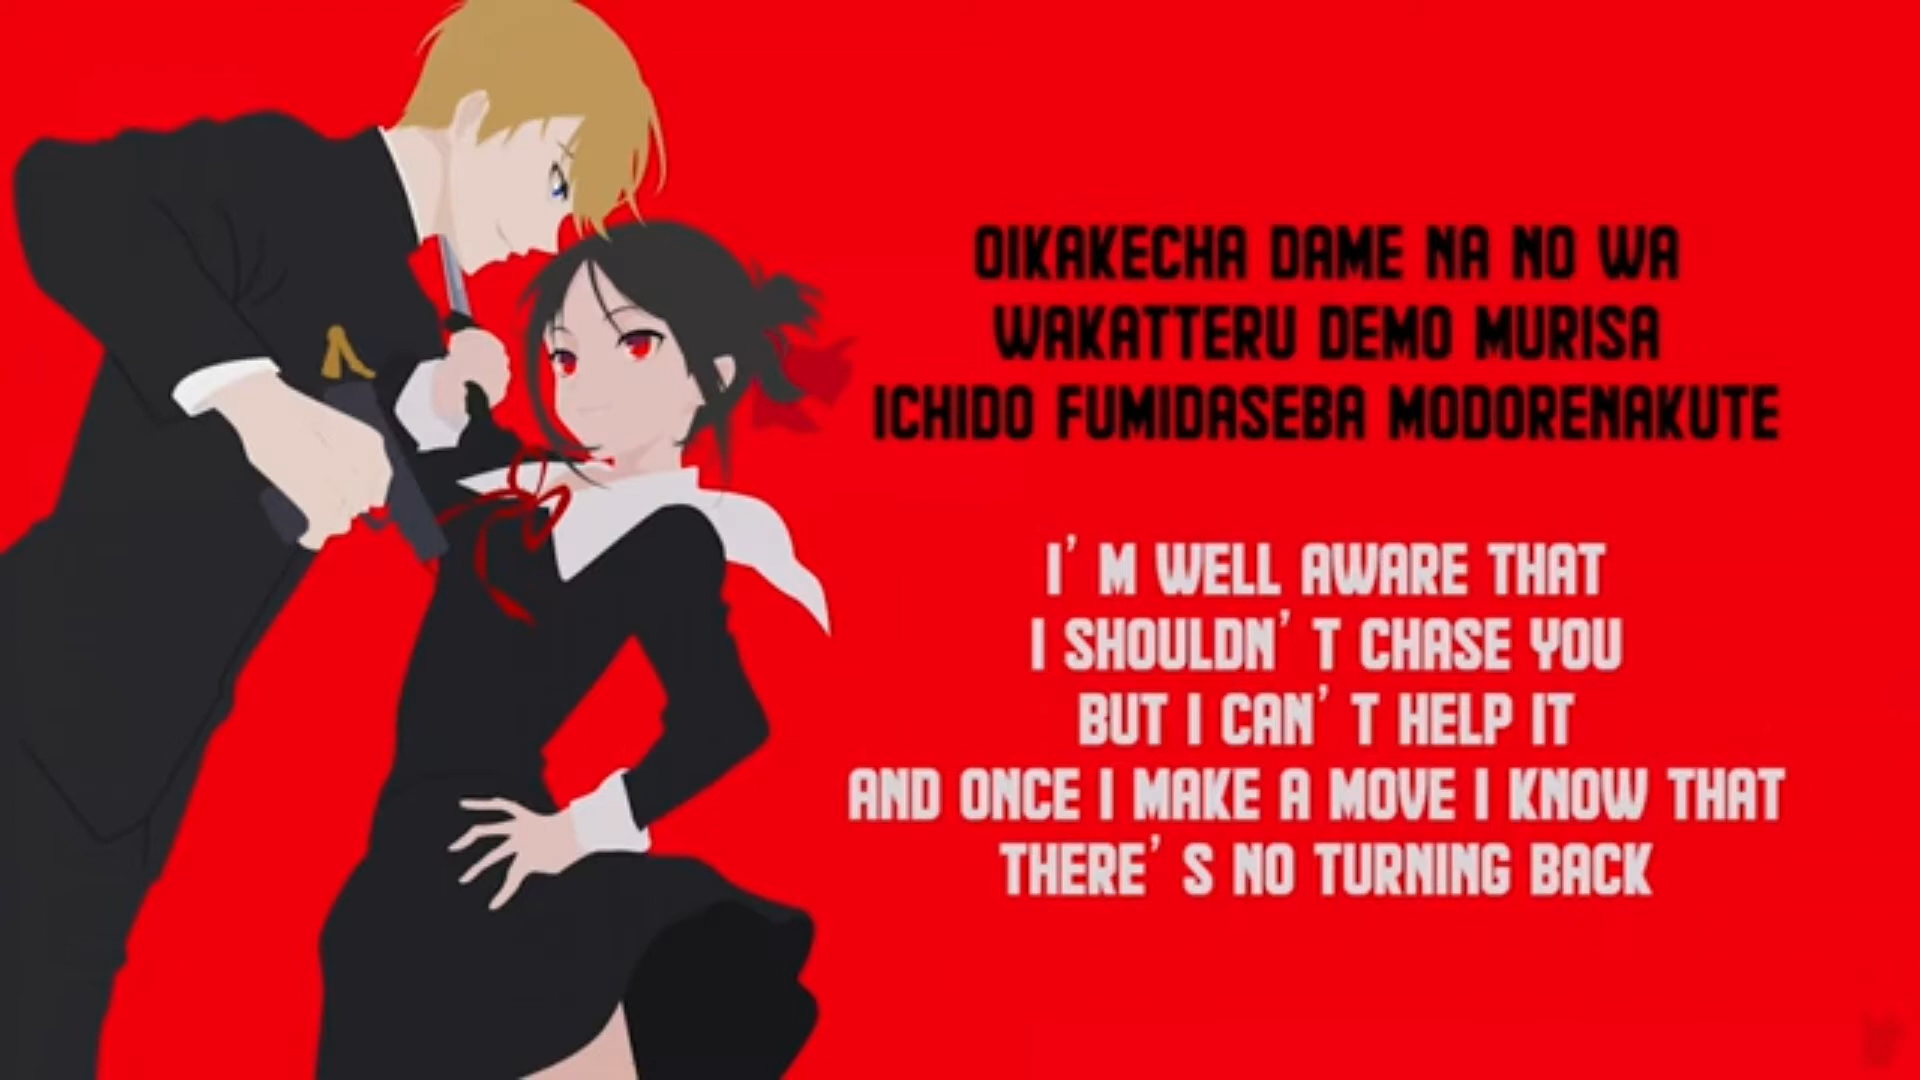 OIKAKECHA DAME NA NO WA
WAKATTERU DEMO MURISA
ICHIDO FUMIDASEBA MODORENAKUTE
I'M WELL AWARE THAT
I SHOULDN'T CHASE YOU
BUT I CAN'T HELP IT
AND ONCE I MAKE A MOVE I KNOW THAT
THERE'S NO TURNING BACK